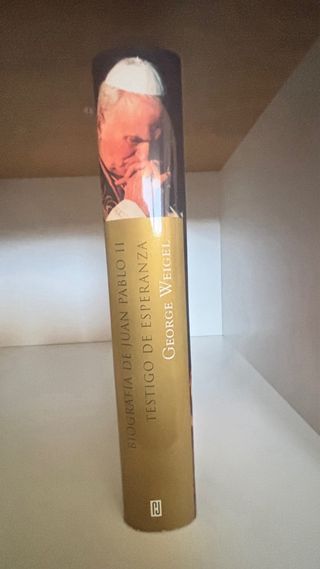 BIOGRAFÍA DE JUAN PABLO II
TESTIGO DE ESPERANZA
GEORGE WEIGEL